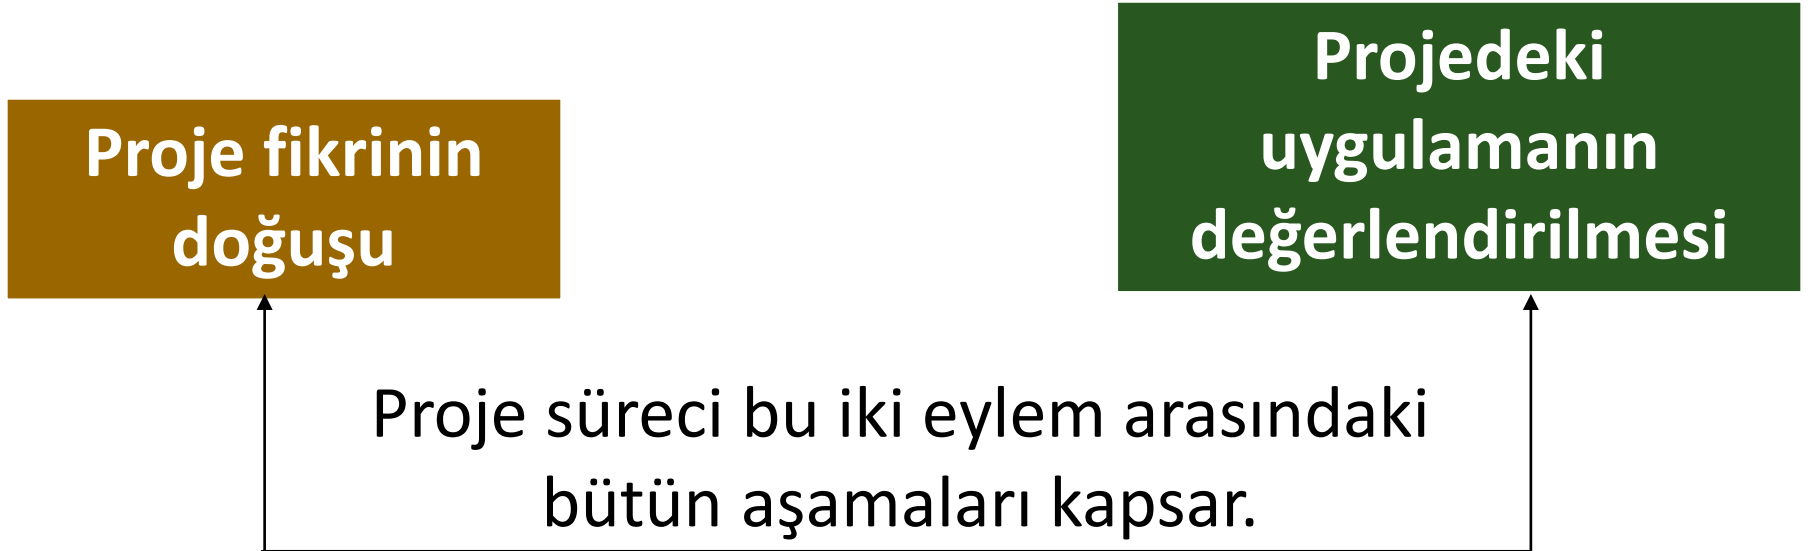 Proje fikrinin
doğuşu
Projedeki
uygulamanın
değerlendirilmesi
Proje süreci bu iki eylem arasındaki
bütün aşamaları kapsar.